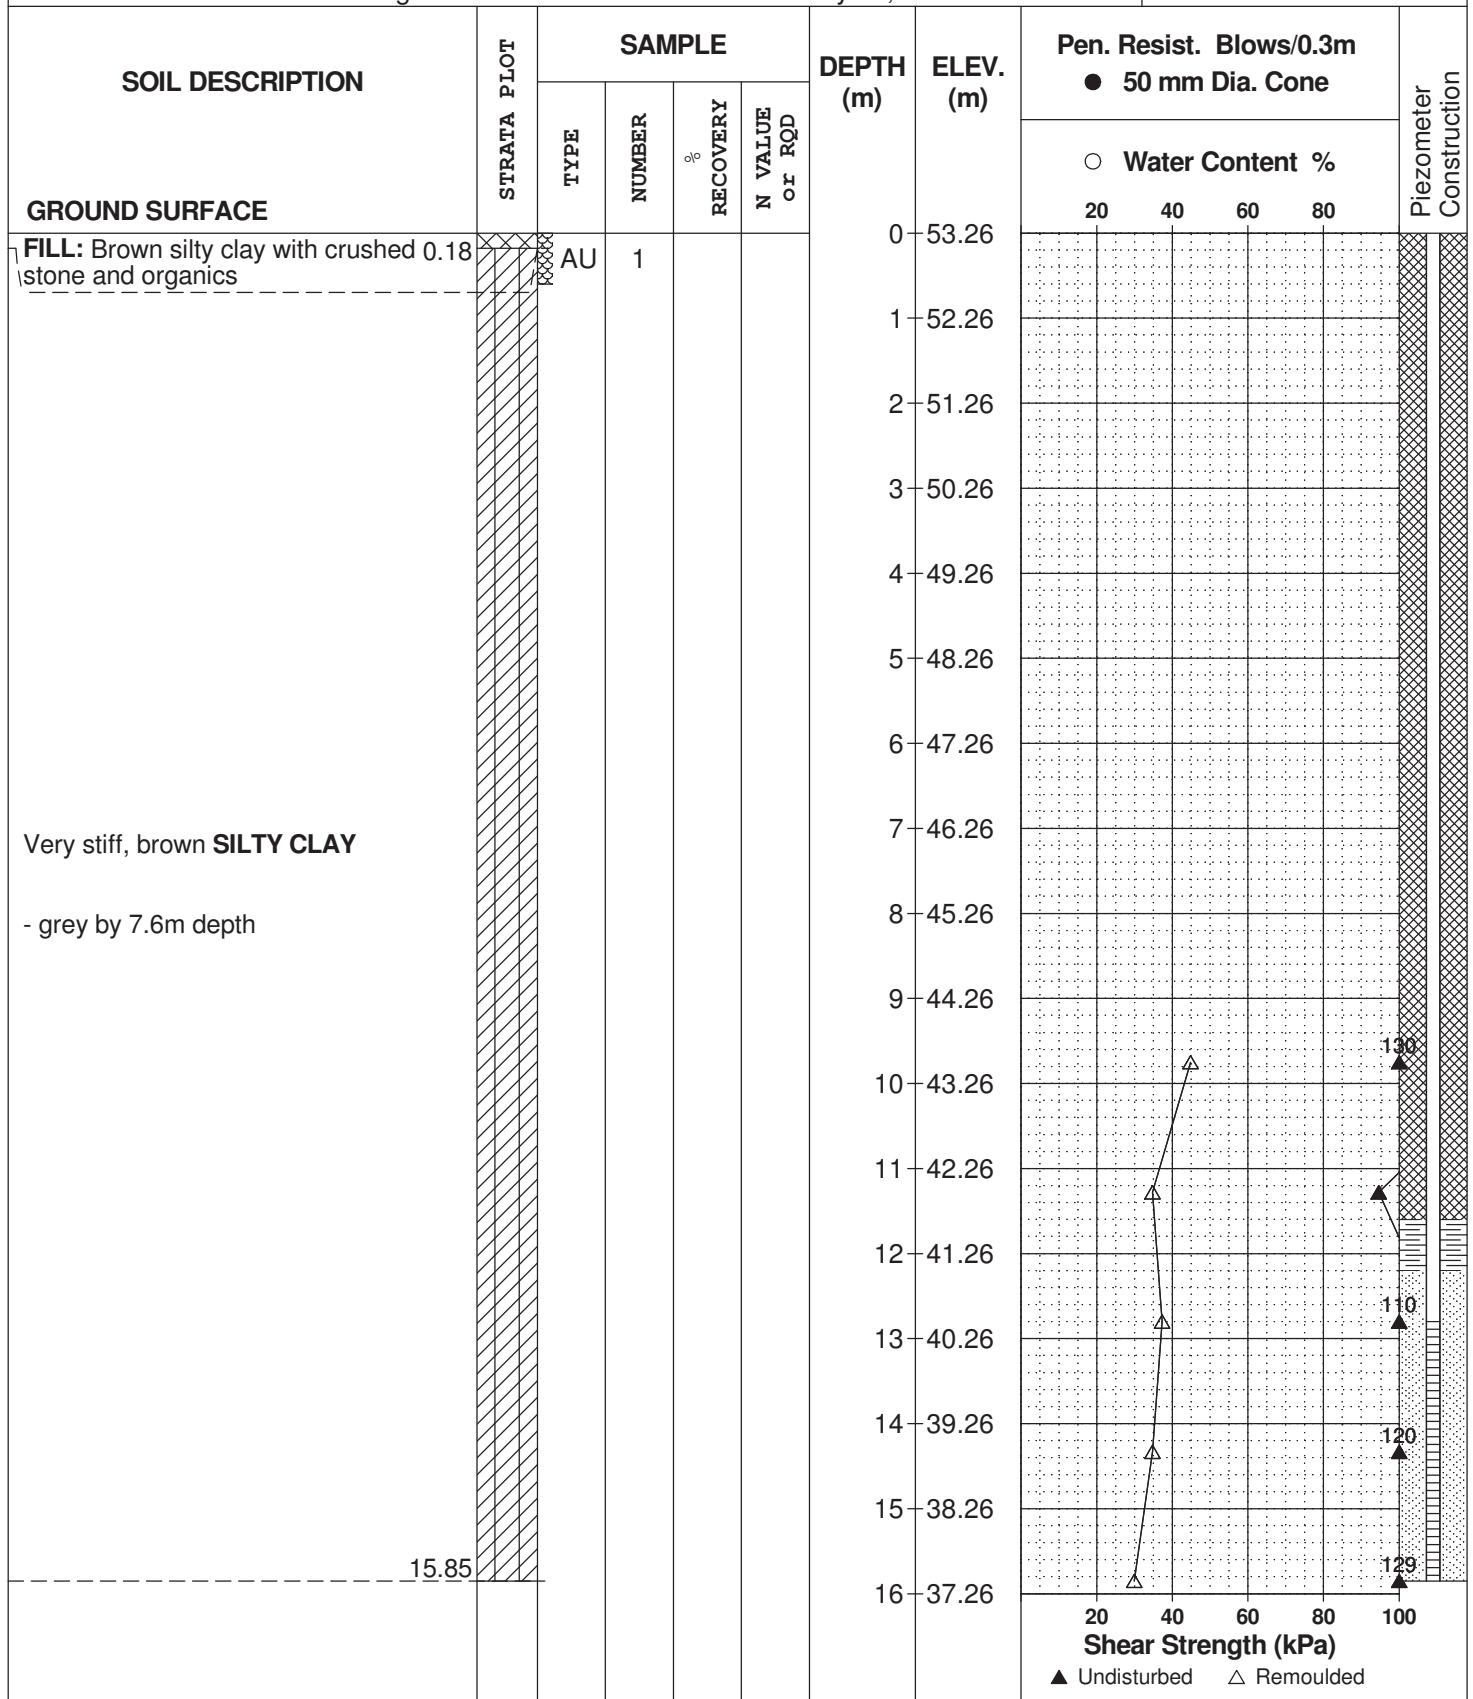 SOIL DESCRIPTION
GROUND SURFACE
STRATA PLOT
SAMPLE
TYPE
NUMBER
%
RECOVERY
N VALUE
or RQD
DEPTH
(m)
ELEV.
(m)
Pen. Resist. Blows/0.3m
● 50 mm Dia. Cone
○ Water Content %
20 40 60 80
Piezometer
Construction
FILL: Brown silty clay with crushed 0.18
stone and organics
AU 1
0 53.26
1 52.26
2 51.26
3 50.26
4 49.26
5 48.26
6 47.26
7 46.26
Very stiff, brown SILTY CLAY
8 45.26
- grey by 7.6m depth
9 44.26
130
10 43.26
11 42.26
12 41.26
110
13 40.26
14 39.26
120
15 38.26
15.85
129
16 37.26
20 40 60 80 100
Shear Strength (kPa)
▲ Undisturbed △ Remoulded